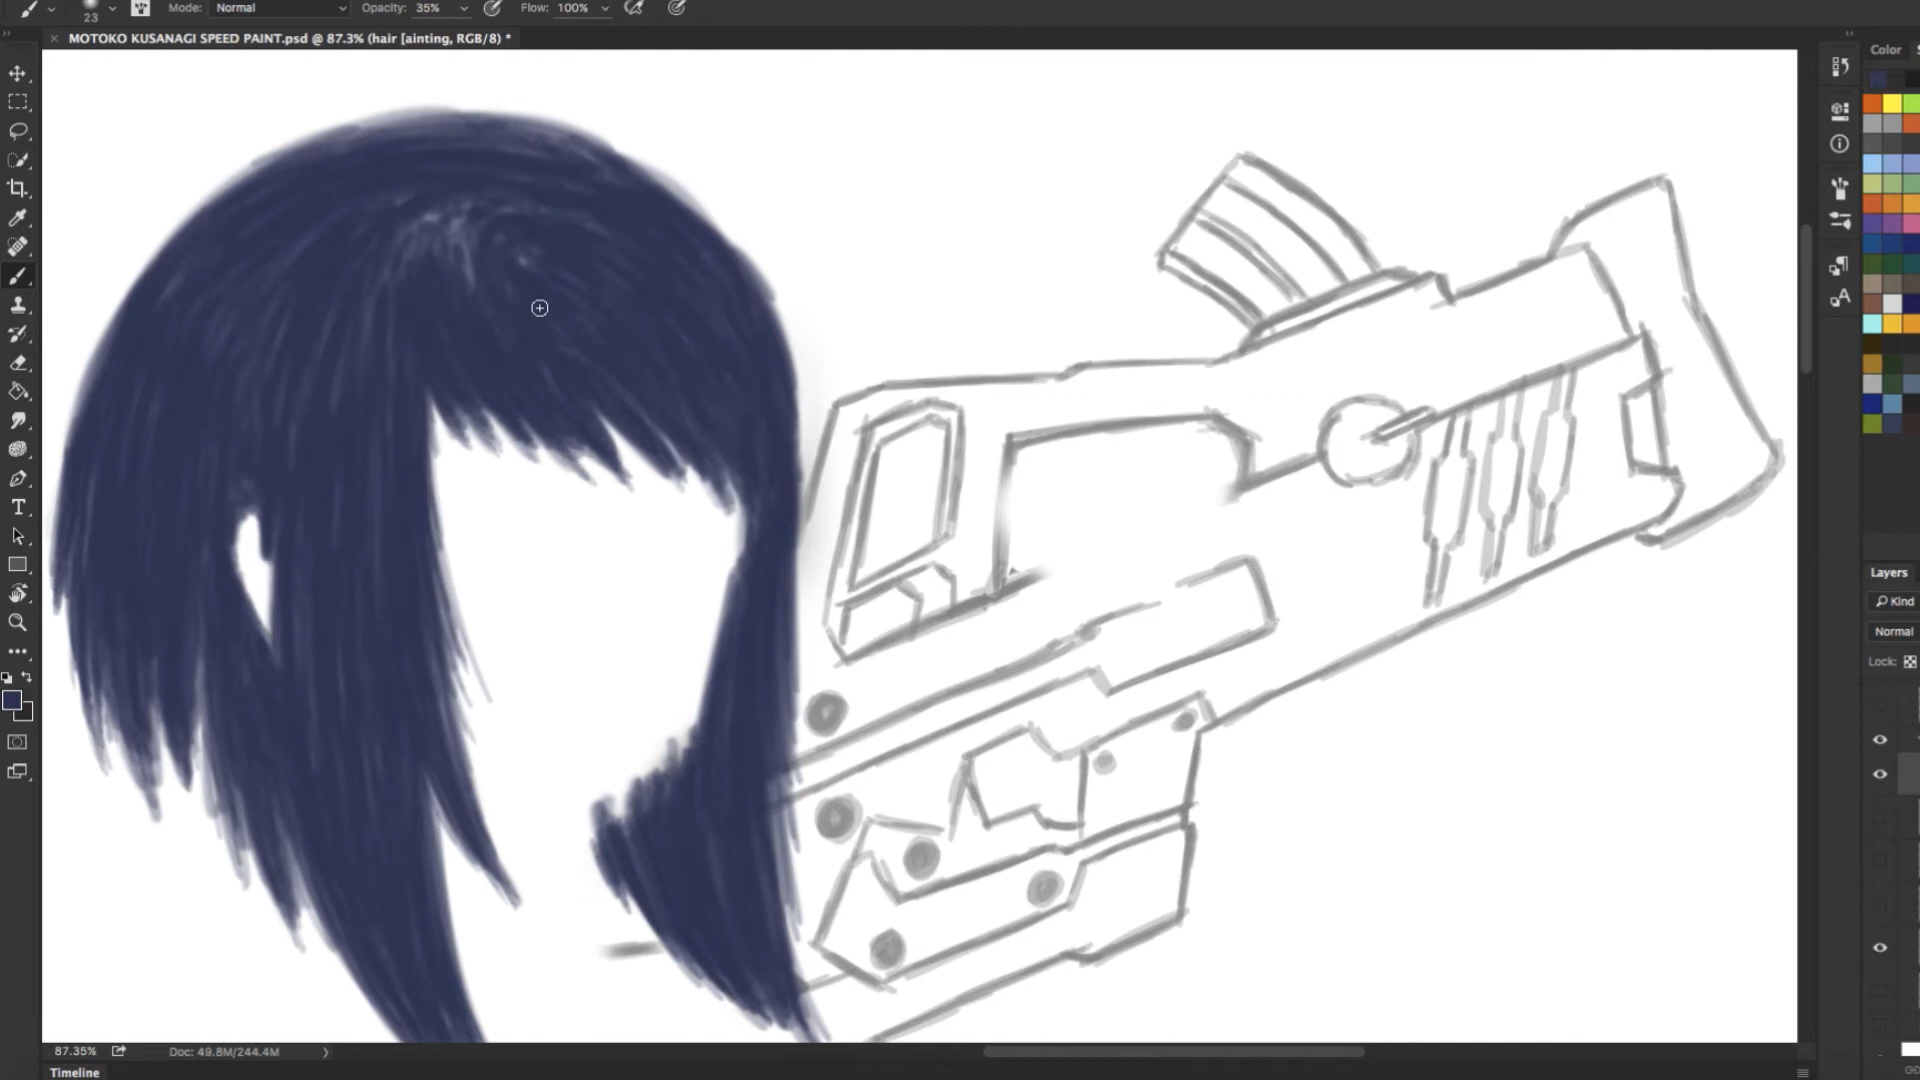 23 Mode: Normal Opacity: 35% Flow: 100%
MOTOKO KUSANAGI SPEED PAINT.psd @ 87.3% (hair [ainting, RGB/8) *
Color
Layers
Kind
Normal
Lock:
87.35% Doc: 49.8M/244.4M
Timeline